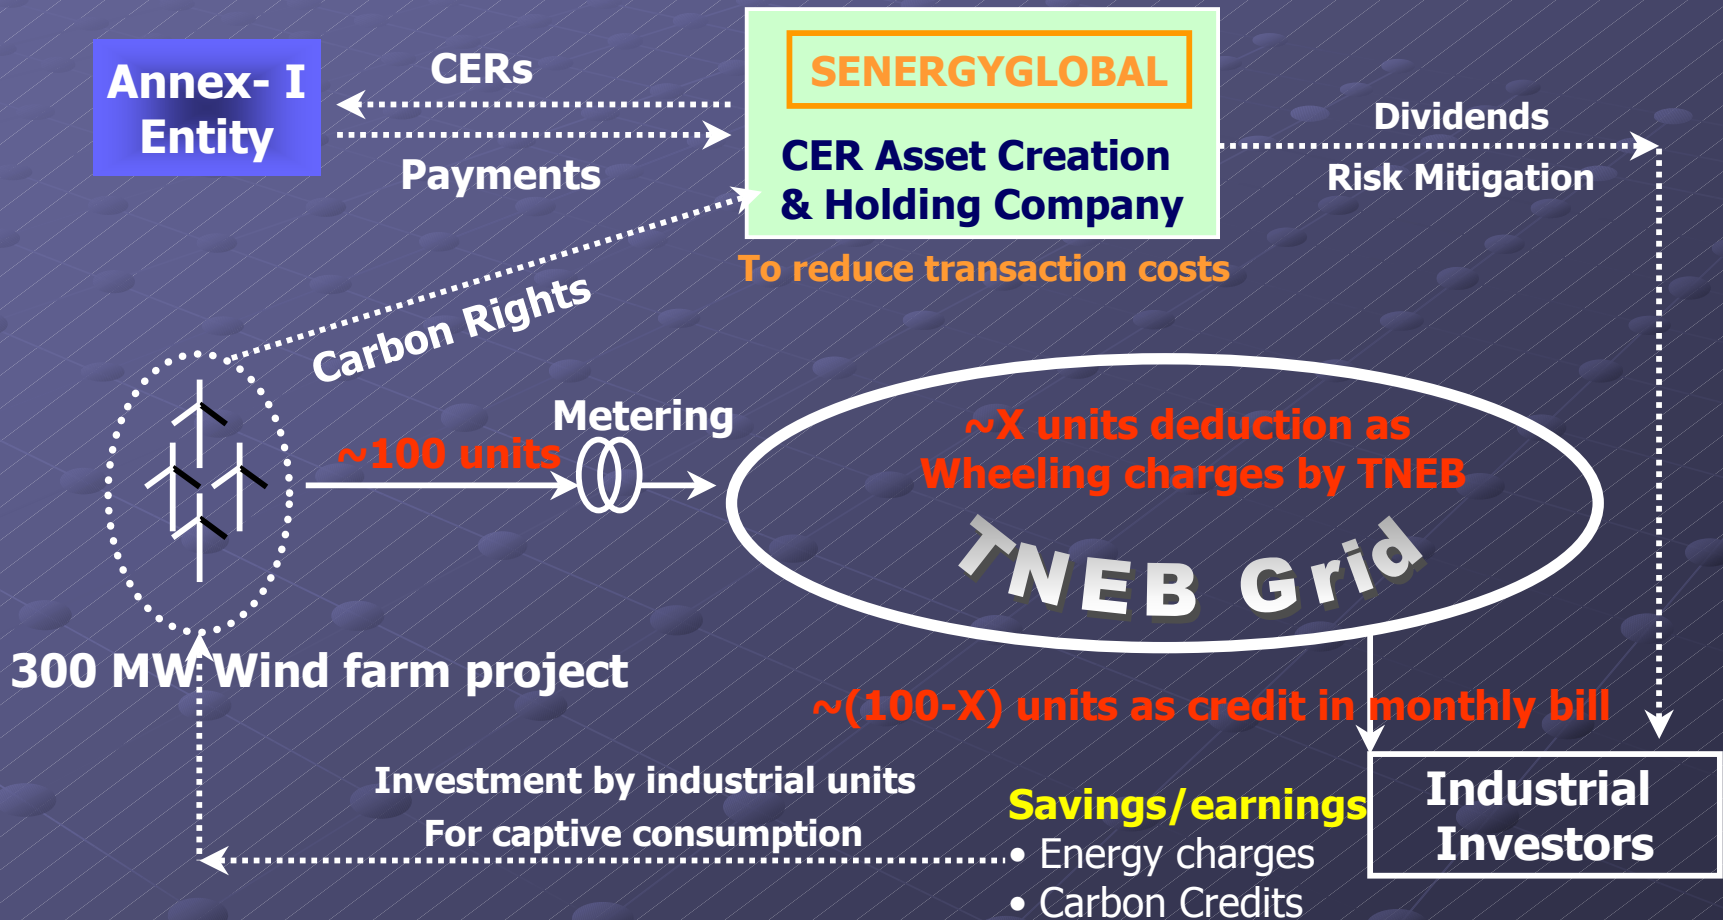 Annex- I
Entity
CERs
Payments
SENERGYGLOBAL
CER Asset Creation
& Holding Company
To reduce transaction costs
Dividends
Risk Mitigation
Carbon Rights
~100 units
Metering
~X units deduction as
Wheeling charges by TNEB
TNEB Grid
300 MW Wind farm project
~(100-X) units as credit in monthly bill
Investment by industrial units
For captive consumption
Savings/earnings
• Energy charges
• Carbon Credits
Industrial
Investors